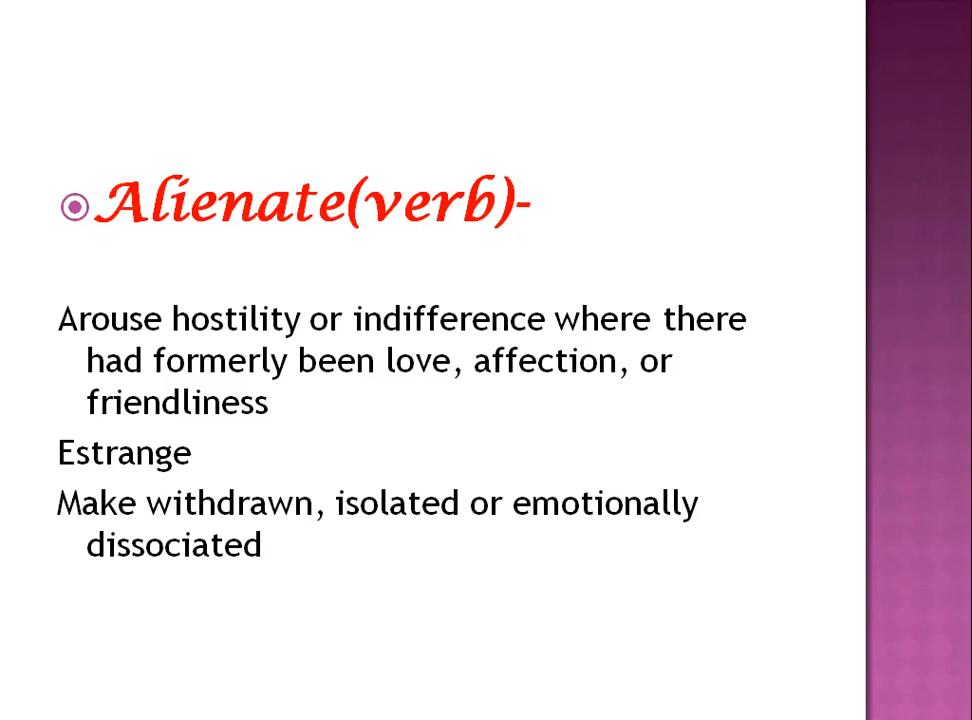 Alienate(verb)-
Arouse hostility or indifference where there
had formerly been love, affection, or
friendliness
Estrange
Make withdrawn, isolated or emotionally
dissociated